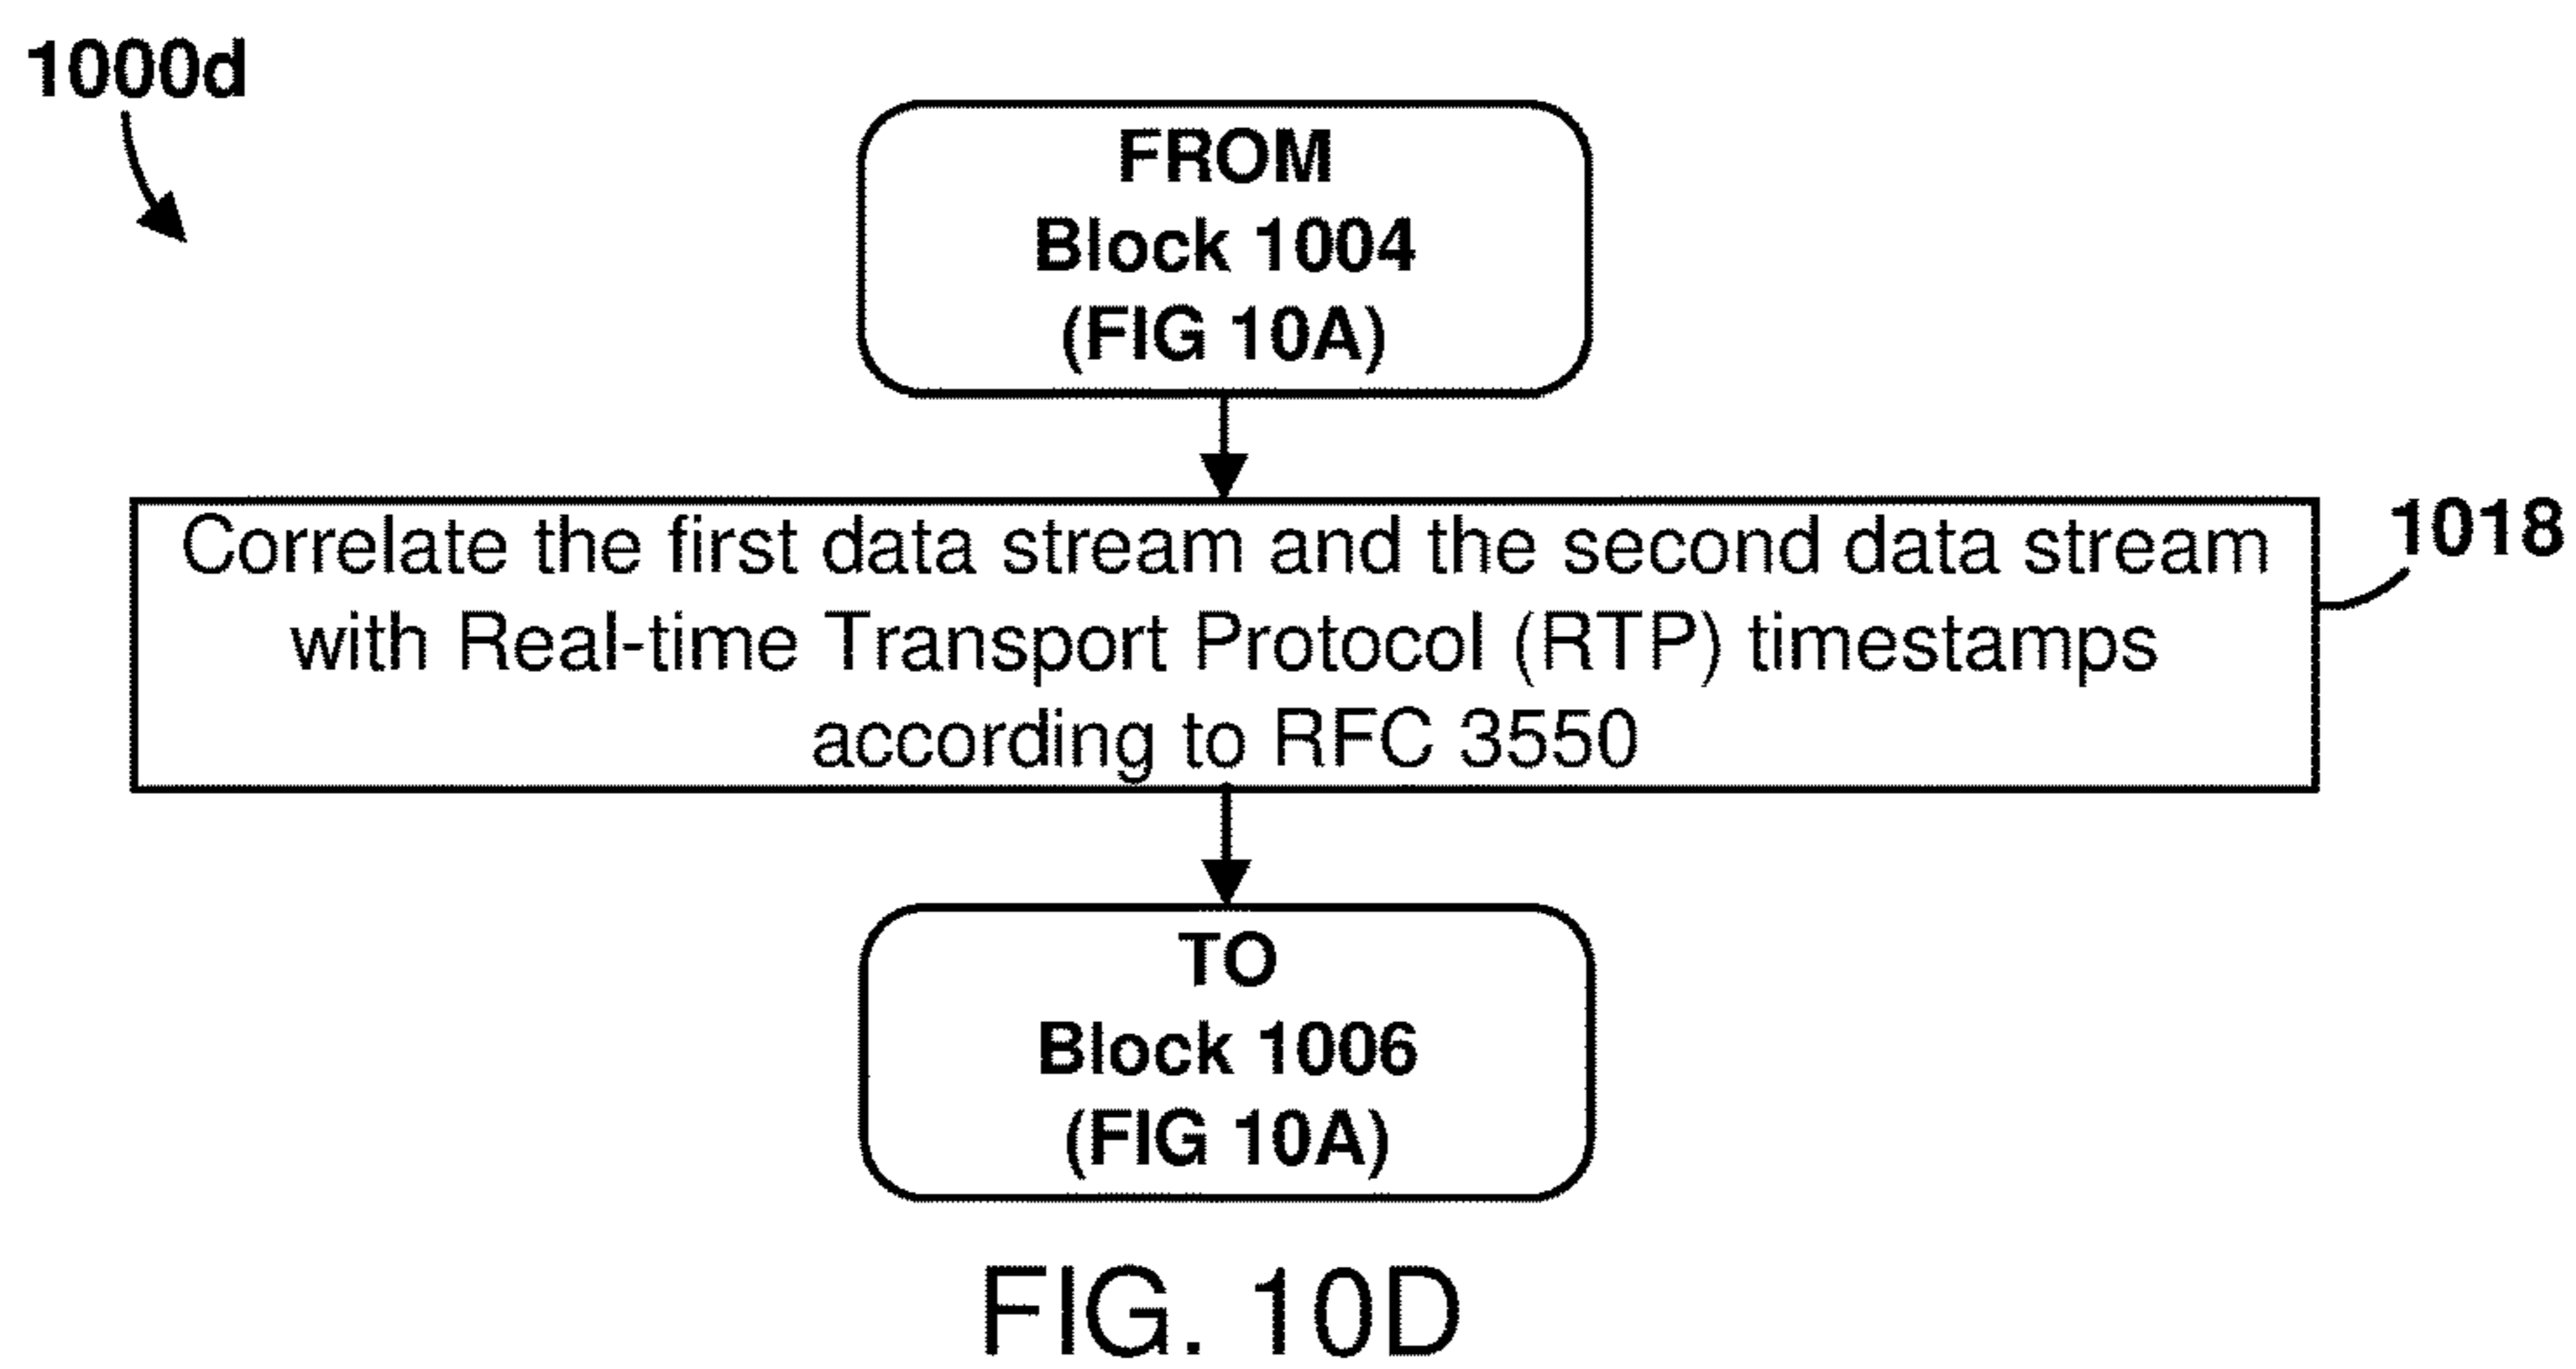 1000d
FROM
Block 1004
(FIG 10A)
Correlate the first data stream and the second data stream
with Real-time Transport Protocol (RTP) timestamps
according to RFC 3550
1018
TO
Block 1006
(FIG 10A)
FIG. 10D